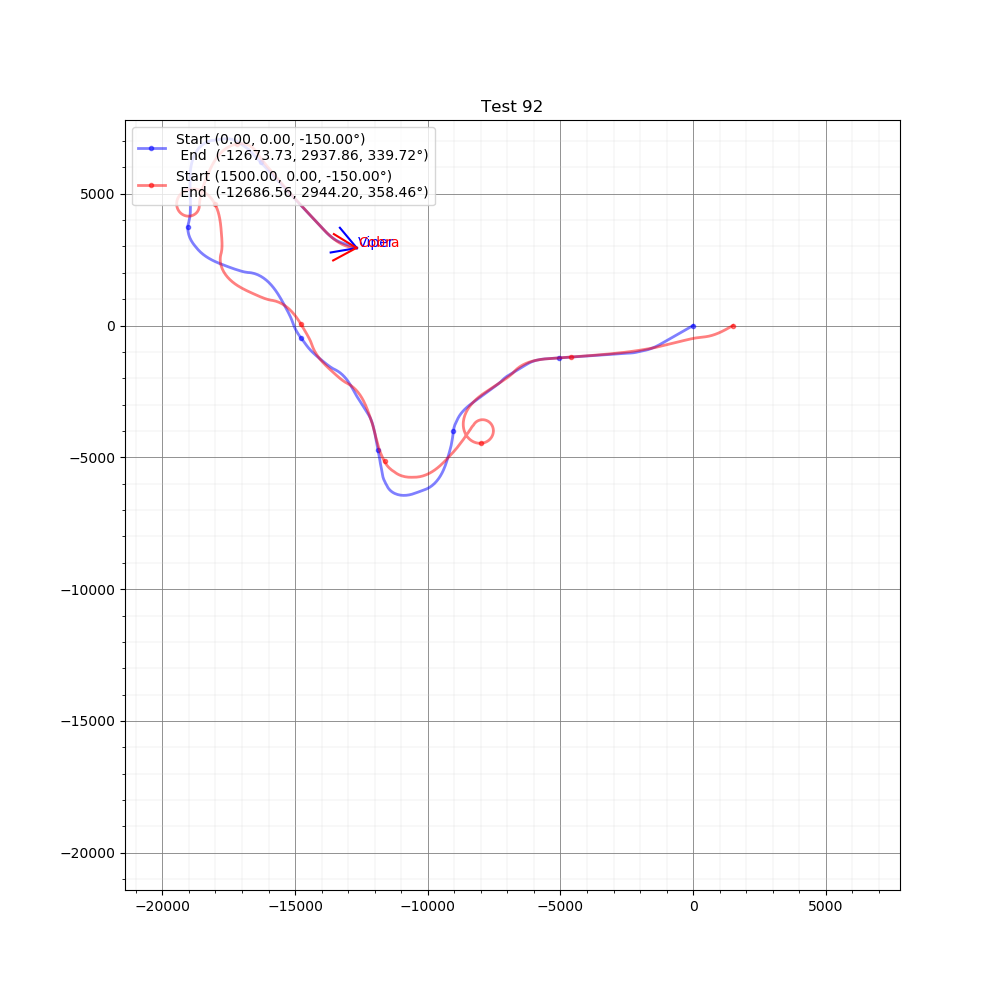 Test 92
Start (0.00, 0.00, -150.00°)
End (-12673.73, 2937.86, 339.72°)
Start (1500.00, 0.00, -150.00°)
End (-12686.56, 2944.20, 358.46°)
Viper
Cobra
5000
0
−5000
−10000
−15000
−20000
−20000 −15000 −10000 −5000 0 5000